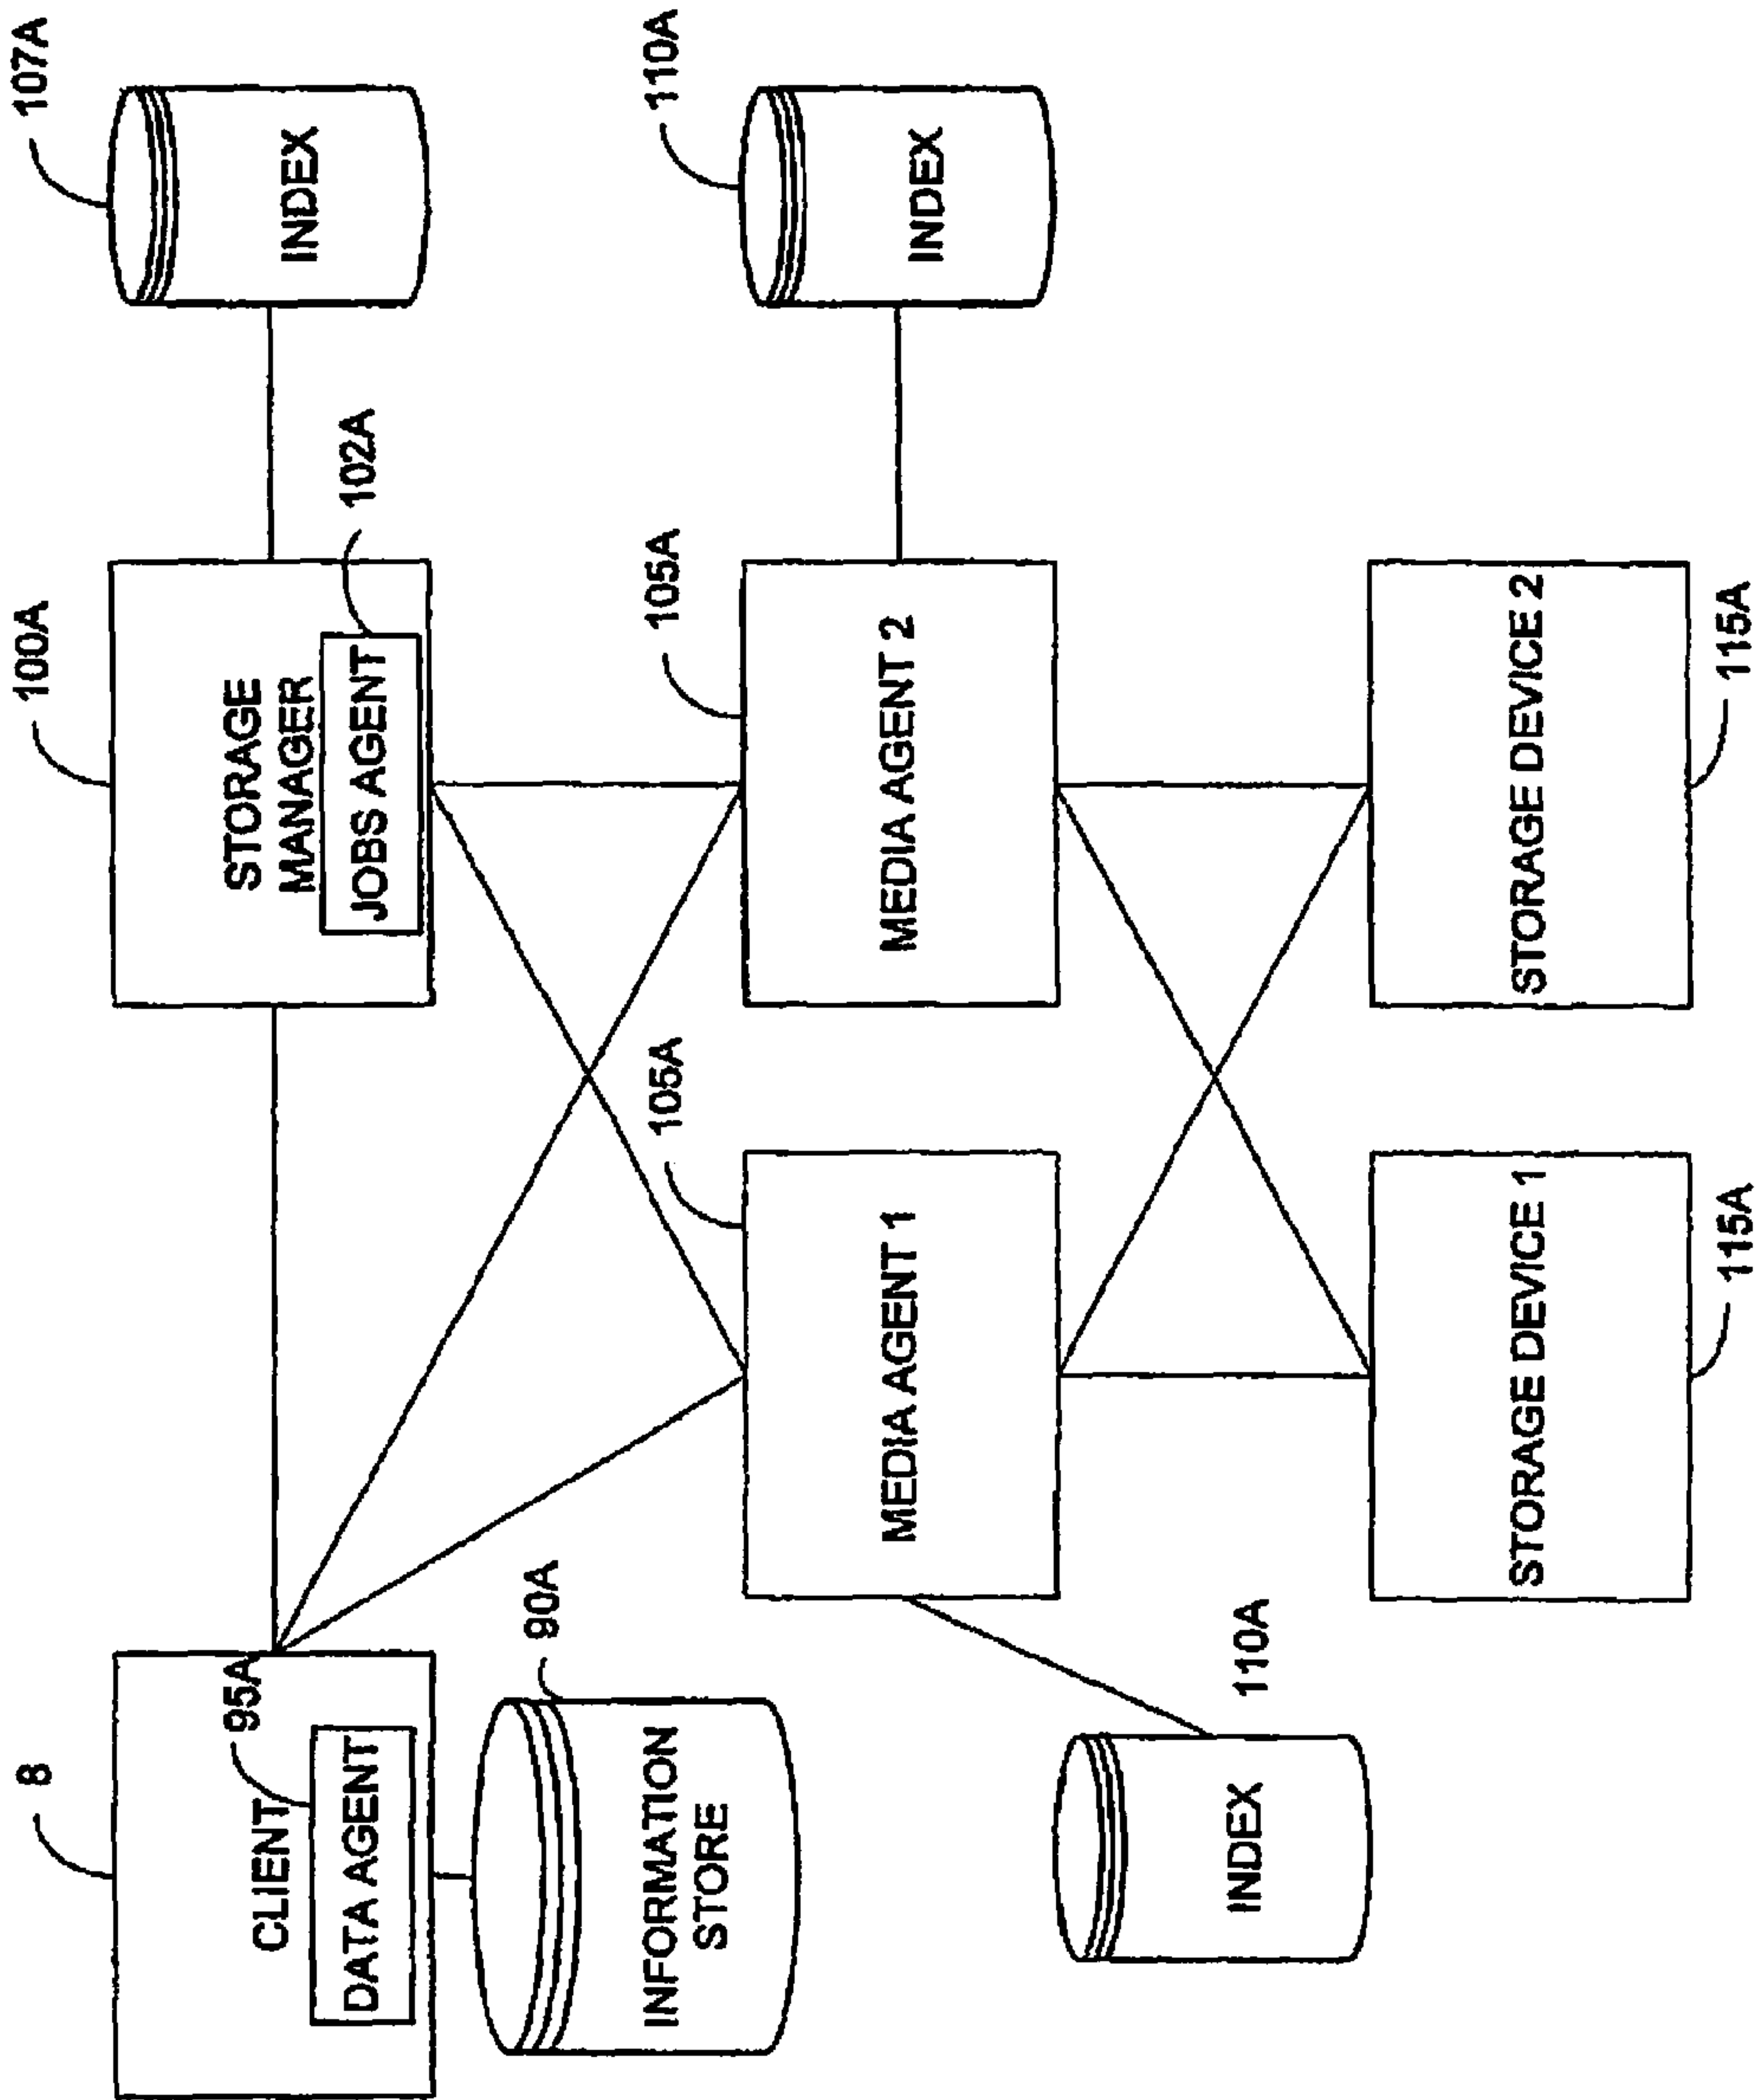 8
100A
107A
CLIENT
95A
DATA AGENT
STORAGE
MANAGER
JOBS AGENT
102A
INDEX
90A
INFORMATION
STORE
105A
MEDIA AGENT 1
105A
MEDIA AGENT 2
110A
INDEX
INDEX
110A
STORAGE DEVICE 1
115A
STORAGE DEVICE 2
115A